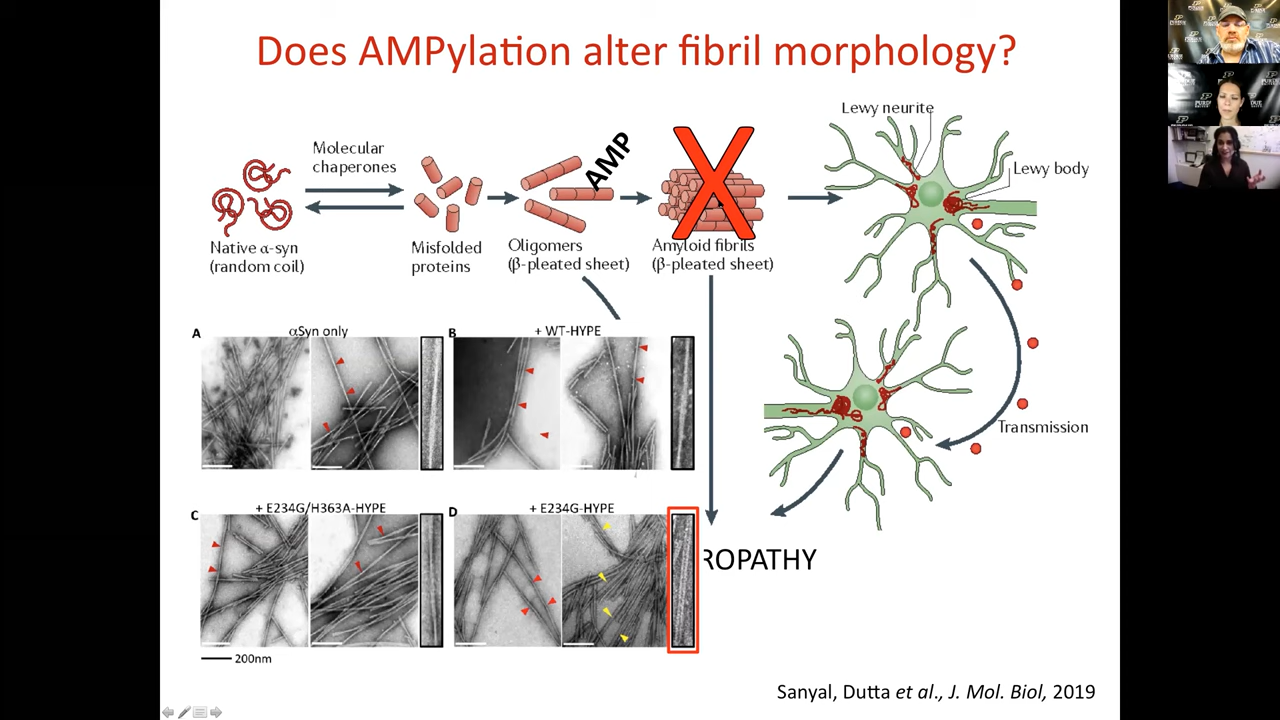 Does AMPylation alter fibril morphology?
Lewy neurite
Molecular
chaperones
AMP
Lewy body
Native α-syn
(random coil)
Misfolded
proteins
Oligomers
(β-pleated sheet)
Amyloid fibrils
(β-pleated sheet)
A
αSyn only
B
+ WT-HYPE
Transmission
C
+ E234G/H363A-HYPE
D
+ E234G-HYPE
ROPATHY
200nm
Sanyal, Dutta et al., J. Mol. Biol, 2019